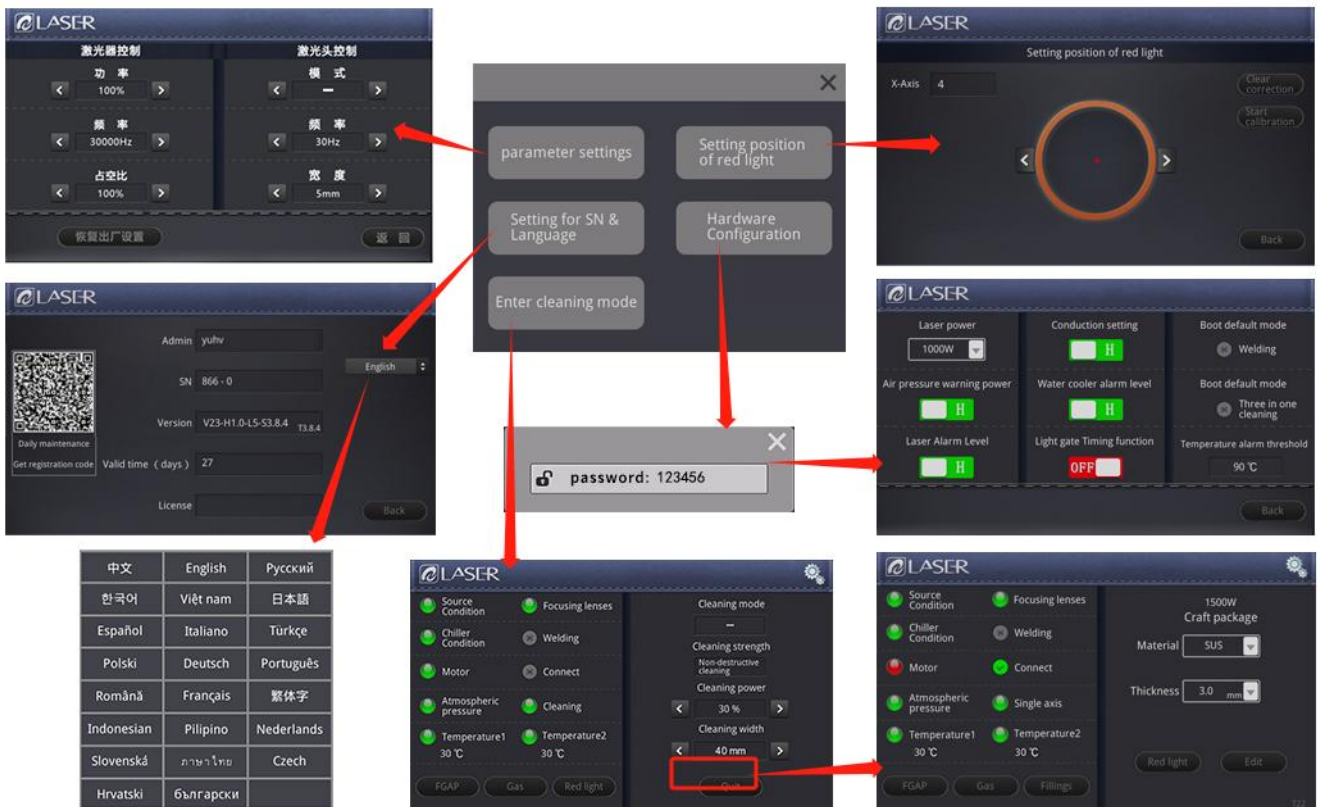 LASER
激光器控制
激光头控制
功 率
100%
模 式
—
频 率
30000Hz
频 率
30Hz
占空比
100%
宽 度
5mm
恢复出厂设置
返 回
parameter settings
Setting position
of red light
Setting for SN &
Language
Hardware
Configuration
Enter cleaning mode
LASER
Setting position of red light
X-Axis 4
Clear
correction
Start
calibration
Back
LASER
Admin yuhv
English
SN 866 - 0
Version V23-H1.0-L5-S3.8.4 T3.8.4
Daily maintenance
Get registration code
Valid time ( days ) 27
License
Back
password: 123456
LASER
Laser power
1000W
Conduction setting
H
Boot default mode
Welding
Air pressure warning power
H
Water cooler alarm level
H
Boot default mode
Three in one
cleaning
Laser Alarm Level
H
Light gate Timing function
OFF
Temperature alarm threshold
90 ℃
Back
中文 English Русский
한국어 Việt nam 日本語
Español Italiano Türkçe
Polski Deutsch Português
Română Français 繁体字
Indonesian Pilipino Nederlands
Slovenská ภาษาไทย Czech
Hrvatski български
LASER
Source
Condition
Focusing lenses
Chiller
Condition
Welding
Motor
Connect
Atmospheric
pressure
Cleaning
Temperature1
30 ℃
Temperature2
30 ℃
FGAP
Gas
Red light
Cleaning mode
—
Cleaning strength
Non-destructive
cleaning
Cleaning power
30 %
Cleaning width
40 mm
Quit
LASER
Source
Condition
Focusing lenses
Chiller
Condition
Welding
Motor
Connect
Atmospheric
pressure
Single axis
Temperature1
30 ℃
Temperature2
30 ℃
FGAP
Gas
Fillings
1500W
Craft package
Material SUS
Thickness 3.0 mm
Red light
Edit
T22